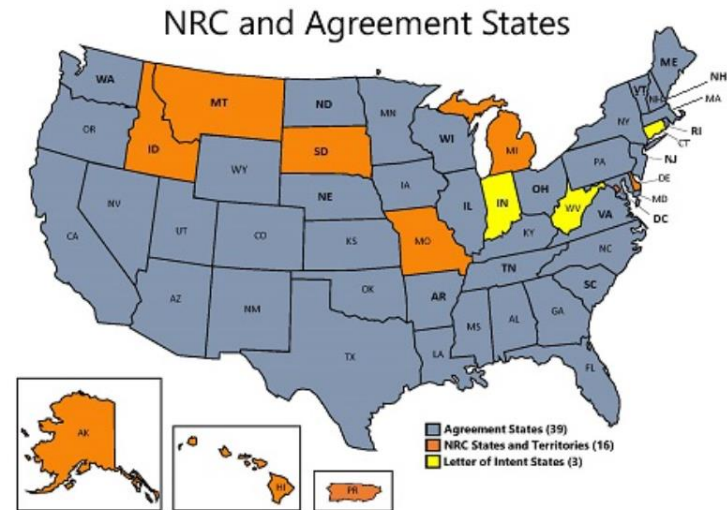 NRC and Agreement States
WA
MT
ND
MN
ME
VT
NH
NH
MA
OR
ID
SD
WI
MI
NY
RI
CT
WY
IA
PA
NJ
NE
IL
IN
OH
DE
MD
NV
UT
CO
KS
MO
WV
VA
DC
CA
KY
NC
AZ
NM
OK
AR
TN
SC
TX
LA
MS
AL
GA
FL
AK
HI
PR
Agreement States (39)
NRC States and Territories (16)
Letter of Intent States (3)